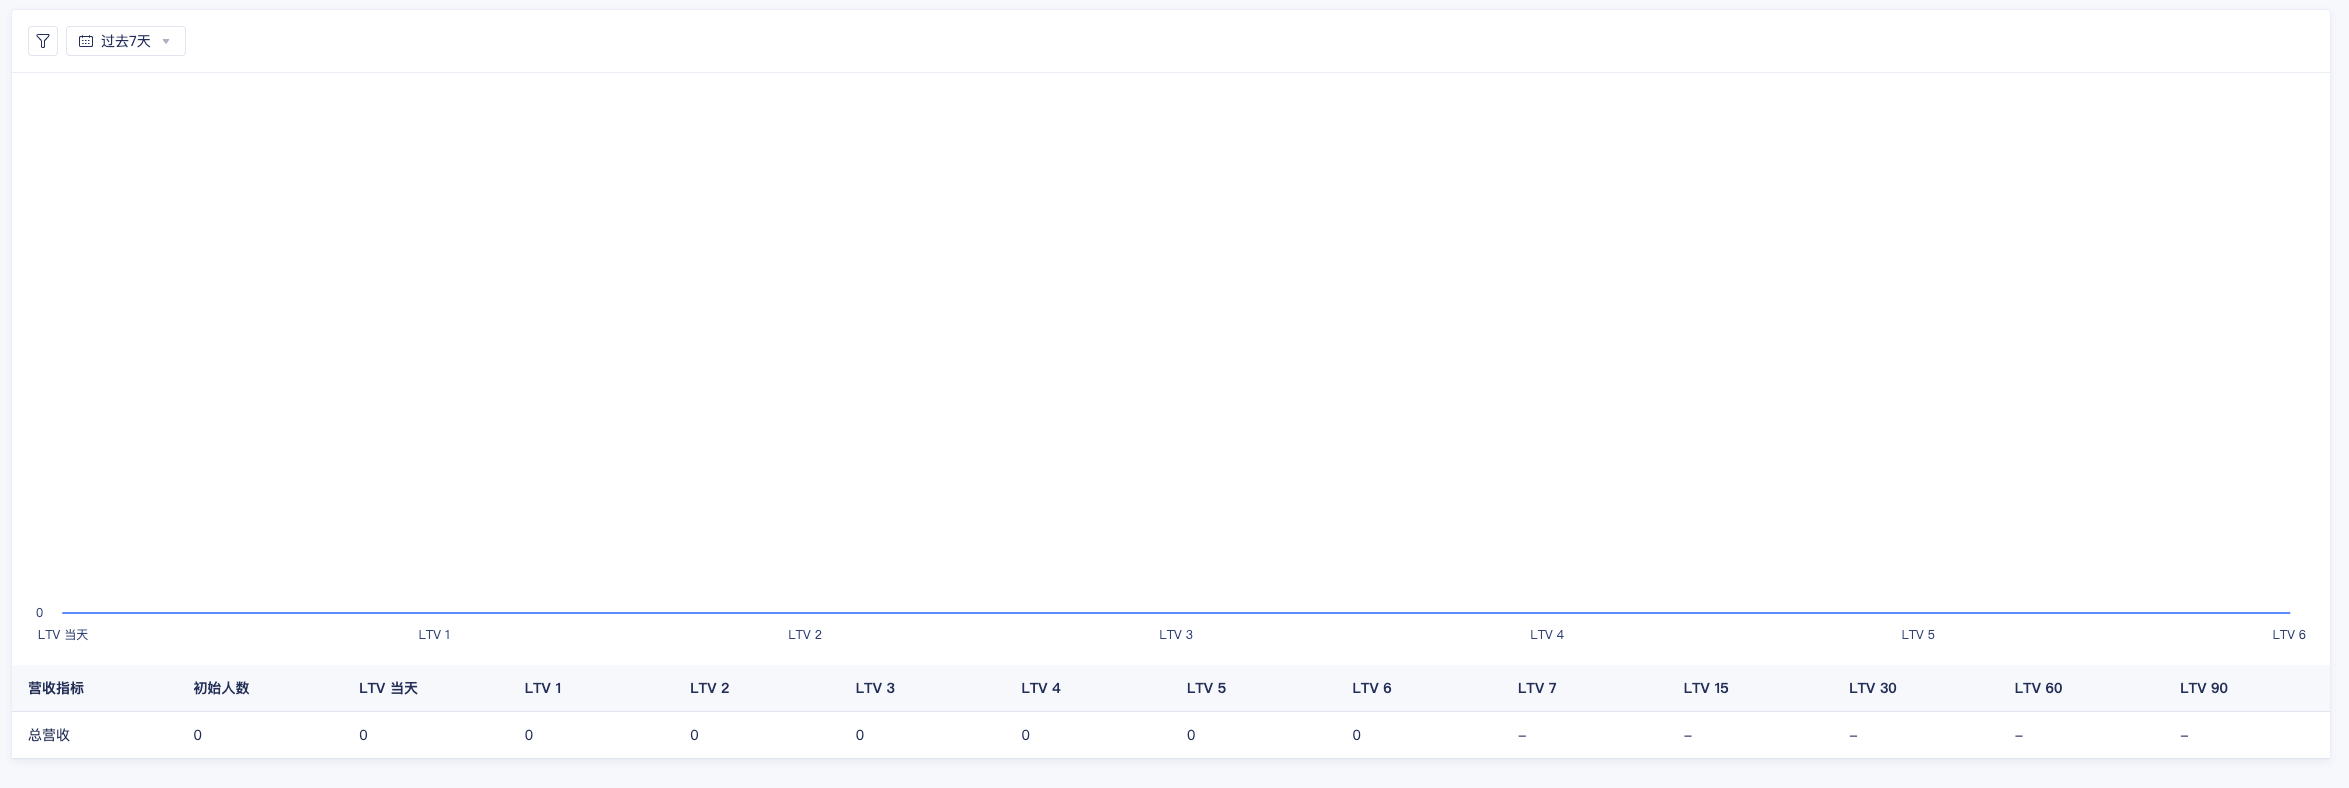 过去7天
0
LTV 当天 LTV 1 LTV 2 LTV 3 LTV 4 LTV 5 LTV 6
营收指标 初始人数 LTV 当天 LTV 1 LTV 2 LTV 3 LTV 4 LTV 5 LTV 6 LTV 7 LTV 15 LTV 30 LTV 60 LTV 90
总营收 0 0 0 0 0 0 0 0 – – – – –